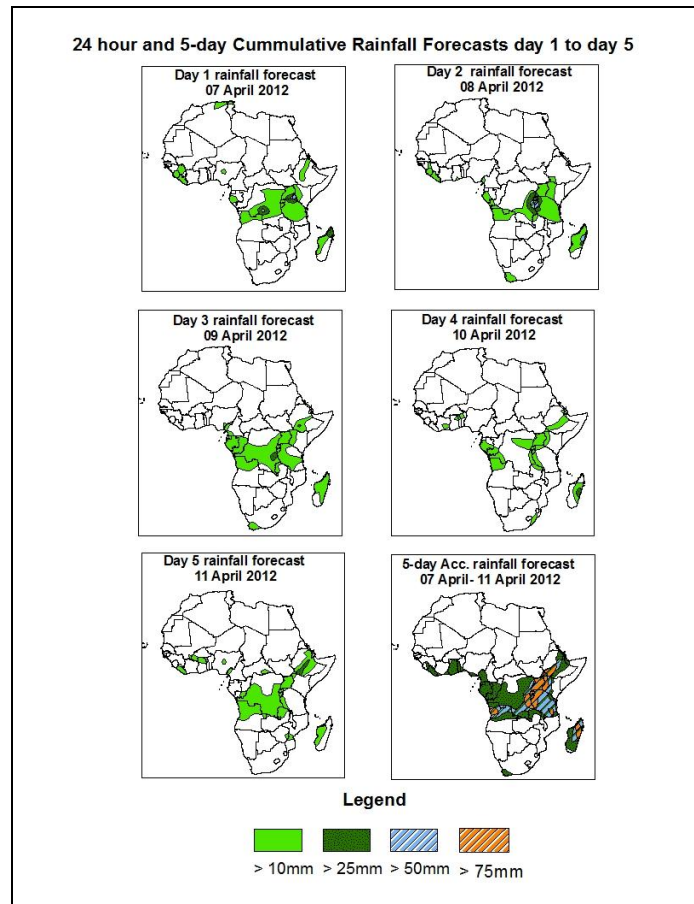 24 hour and 5-day Cummulative Rainfall Forecasts day 1 to day 5
Day 1 rainfall forecast
07 April 2012
Day 2 rainfall forecast
08 April 2012
Day 3 rainfall forecast
09 April 2012
Day 4 rainfall forecast
10 April 2012
Day 5 rainfall forecast
11 April 2012
5-day Acc. rainfall forecast
07 April- 11 April 2012
Legend
> 10mm > 25mm > 50mm > 75mm